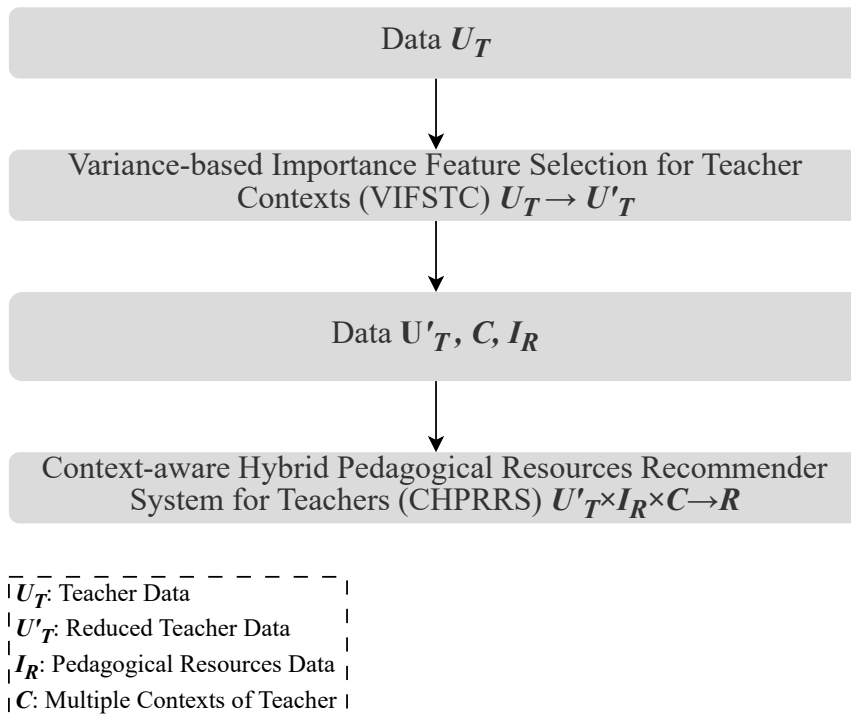 Data U_T
Variance-based Importance Feature Selection for Teacher
Contexts (VIFSTC) U_T → U'_T
Data U'_T, C, I_R
Context-aware Hybrid Pedagogical Resources Recommender
System for Teachers (CHPRRS) U'_T×I_R×C→R
U_T: Teacher Data
U'_T: Reduced Teacher Data
I_R: Pedagogical Resources Data
C: Multiple Contexts of Teacher